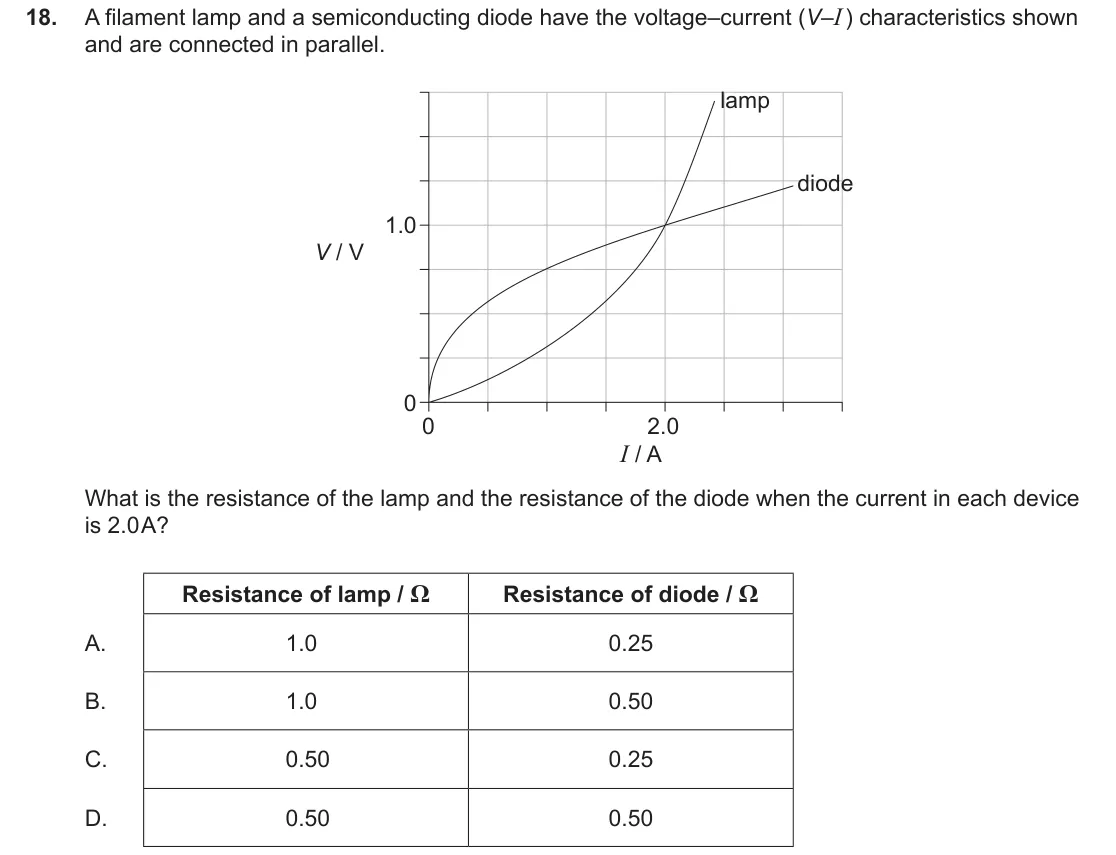 18. A filament lamp and a semiconducting diode have the voltage–current (V–I) characteristics shown
and are connected in parallel.
lamp
diode
1.0
V / V
0
0
2.0
I / A
What is the resistance of the lamp and the resistance of the diode when the current in each device
is 2.0A?
Resistance of lamp / Ω Resistance of diode / Ω
A. 1.0 0.25
B. 1.0 0.50
C. 0.50 0.25
D. 0.50 0.50